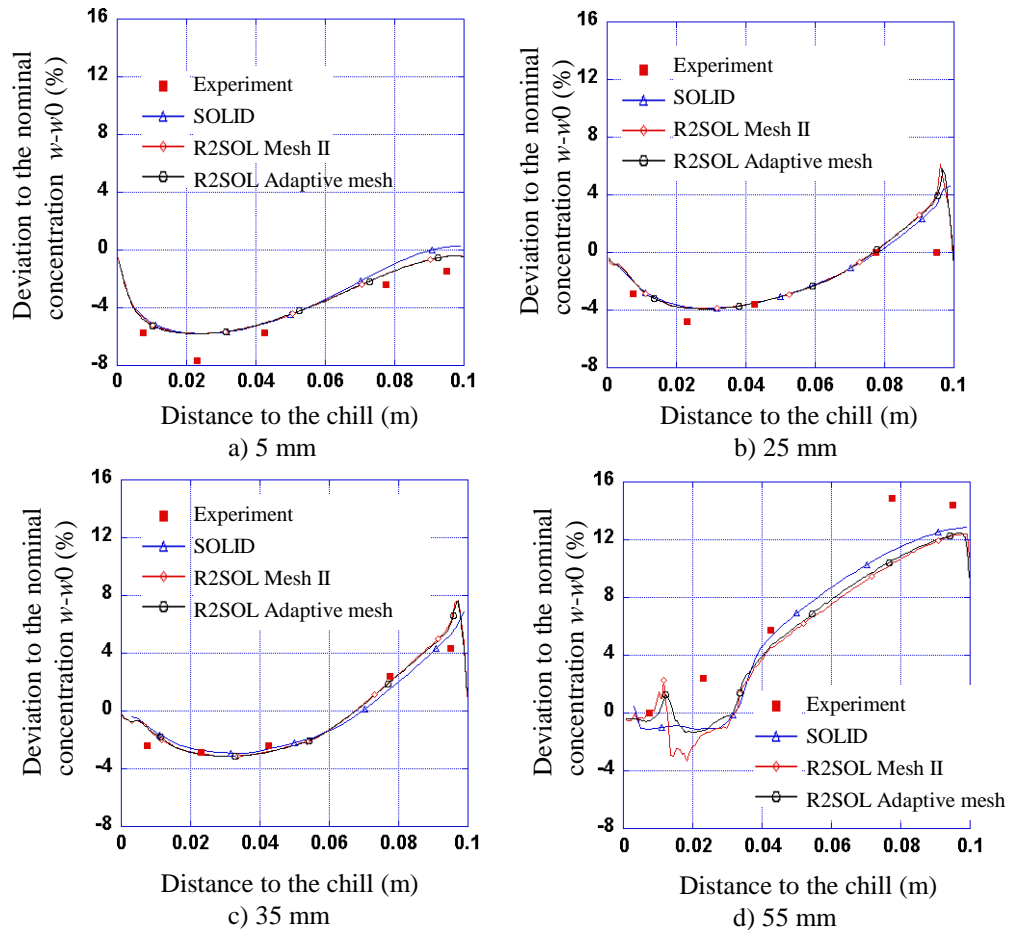 Deviation to the nominal
concentration w-w0 (%)
16
12
8
4
0
-4
-8
Experiment
SOLID
R2SOL Mesh II
R2SOL Adaptive mesh
0 0.02 0.04 0.06 0.08 0.1
Distance to the chill (m)
a) 5 mm
Deviation to the nominal
concentration w-w0 (%)
16
12
8
4
0
-4
-8
Experiment
SOLID
R2SOL Mesh II
R2SOL Adaptive mesh
0 0.02 0.04 0.06 0.08 0.1
Distance to the chill (m)
b) 25 mm
Deviation to the nominal
concentration w-w0 (%)
16
12
8
4
0
-4
-8
Experiment
SOLID
R2SOL Mesh II
R2SOL Adaptive mesh
0 0.02 0.04 0.06 0.08 0.1
Distance to the chill (m)
c) 35 mm
Deviation to the nominal
concentration w-w0 (%)
16
12
8
4
0
-4
-8
Experiment
SOLID
R2SOL Mesh II
R2SOL Adaptive mesh
0 0.02 0.04 0.06 0.08 0.1
Distance to the chill (m)
d) 55 mm